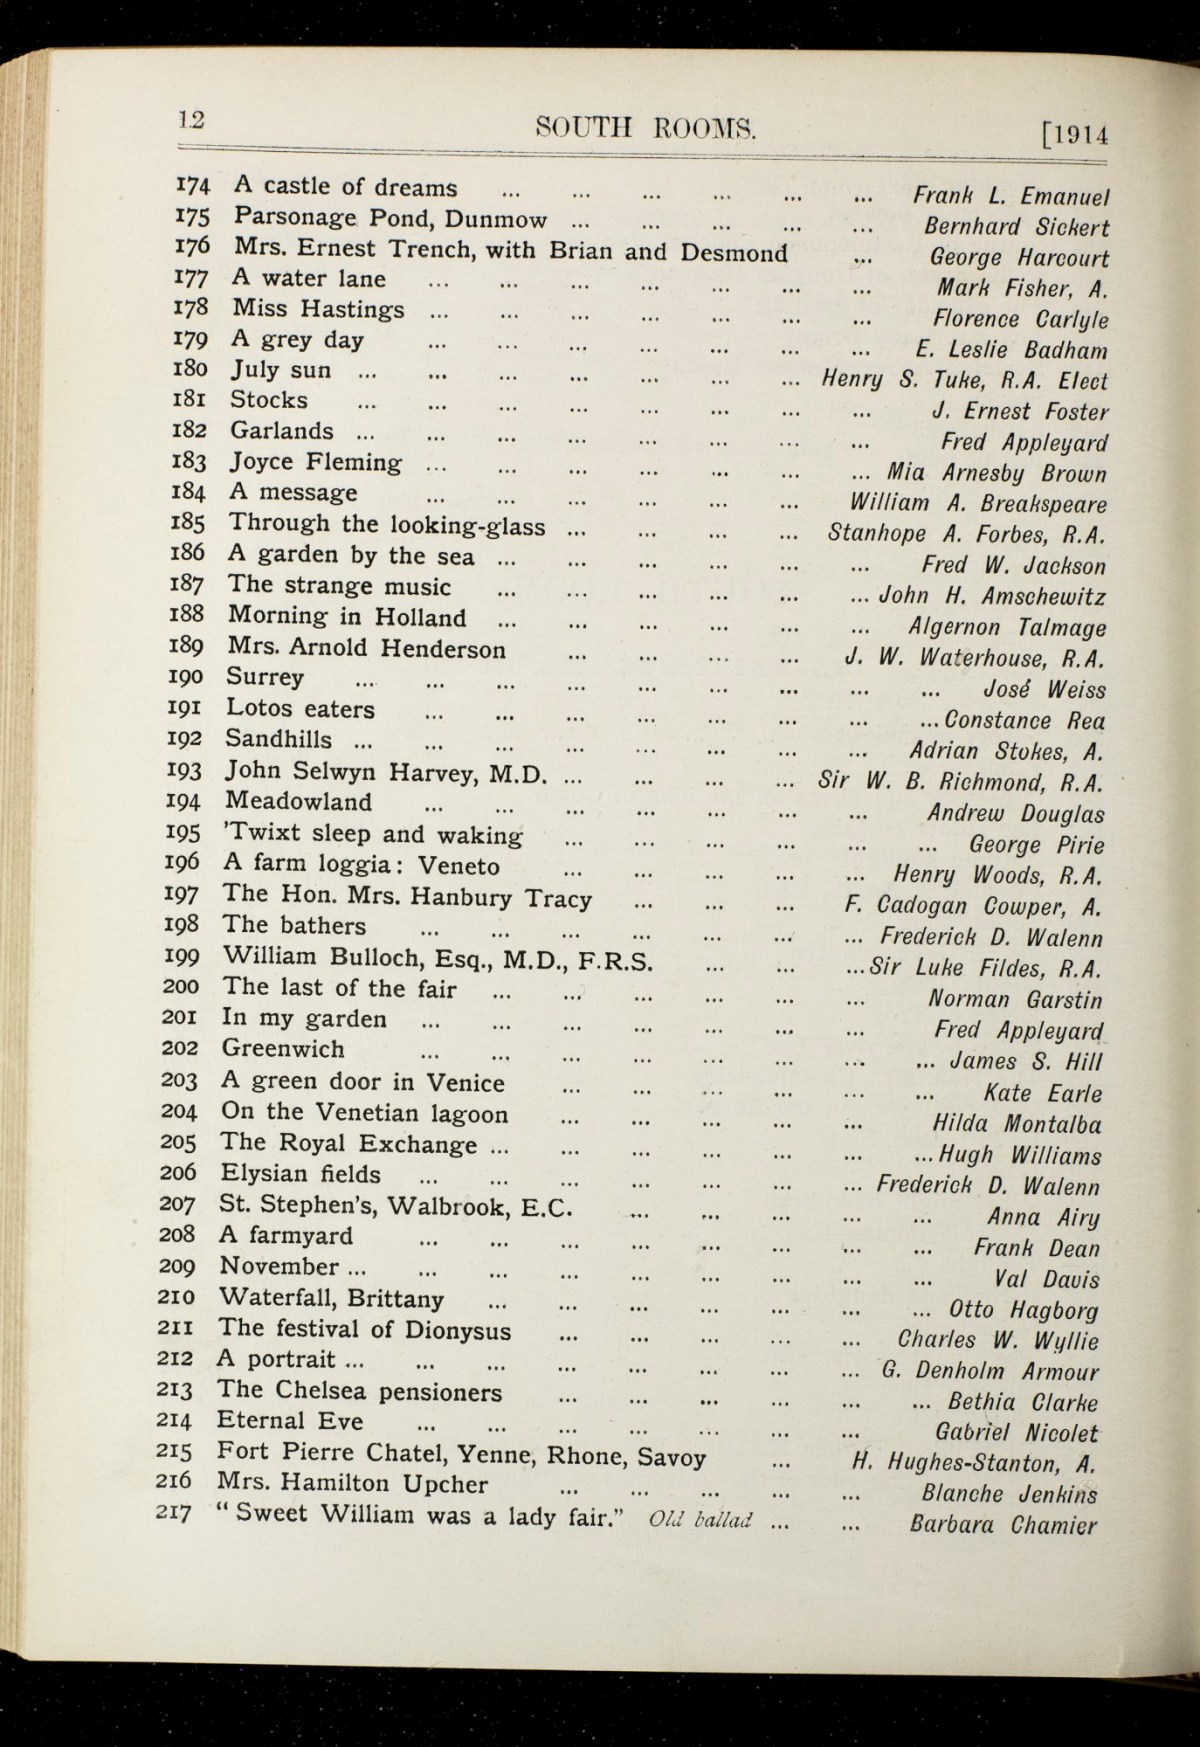 12 SOUTH ROOMS. [1914
174 A castle of dreams ... ... ... ... ... ... Frank L. Emanuel
175 Parsonage Pond, Dunmow ... ... ... ... ... Bernhard Sickert
176 Mrs. Ernest Trench, with Brian and Desmond ... George Harcourt
177 A water lane ... ... ... ... ... ... ... Mark Fisher, A.
178 Miss Hastings ... ... ... ... ... ... ... Florence Carlyle
179 A grey day ... ... ... ... ... ... ... E. Leslie Badham
180 July sun ... ... ... ... ... ... ... Henry S. Tuke, R.A. Elect
181 Stocks ... ... ... ... ... ... ... ... J. Ernest Foster
182 Garlands ... ... ... ... ... ... ... ... Fred Appleyard
183 Joyce Fleming ... ... ... ... ... ... ... Mia Arnesby Brown
184 A message ... ... ... ... ... ... William A. Breakspeare
185 Through the looking-glass ... ... ... ... Stanhope A. Forbes, R.A.
186 A garden by the sea ... ... ... ... ... ... Fred W. Jackson
187 The strange music ... ... ... ... ... ... John H. Amschewitz
188 Morning in Holland ... ... ... ... ... ... Algernon Talmage
189 Mrs. Arnold Henderson ... ... ... ... J. W. Waterhouse, R.A.
190 Surrey ... ... ... ... ... ... ... ... ... José Weiss
191 Lotos eaters ... ... ... ... ... ... ... ... Constance Rea
192 Sandhills ... ... ... ... ... ... ... ... Adrian Stokes, A.
193 John Selwyn Harvey, M.D. ... ... ... ... Sir W. B. Richmond, R.A.
194 Meadowland ... ... ... ... ... ... ... Andrew Douglas
195 'Twixt sleep and waking ... ... ... ... ... ... George Pirie
196 A farm loggia: Veneto ... ... ... ... ... Henry Woods, R.A.
197 The Hon. Mrs. Hanbury Tracy ... ... ... F. Cadogan Cowper, A.
198 The bathers ... ... ... ... ... ... ... Frederick D. Walenn
199 William Bulloch, Esq., M.D., F.R.S. ... ... ... Sir Luke Fildes, R.A.
200 The last of the fair ... ... ... ... ... ... Norman Garstin
201 In my garden ... ... ... ... ... ... ... Fred Appleyard
202 Greenwich ... ... ... ... ... ... ... ... James S. Hill
203 A green door in Venice ... ... ... ... ... ... Kate Earle
204 On the Venetian lagoon ... ... ... ... ... Hilda Montalba
205 The Royal Exchange ... ... ... ... ... ... ... Hugh Williams
206 Elysian fields ... ... ... ... ... ... ... Frederick D. Walenn
207 St. Stephen's, Walbrook, E.C. ... ... ... ... ... Anna Airy
208 A farmyard ... ... ... ... ... ... ... ... Frank Dean
209 November ... ... ... ... ... ... ... ... ... Val Davis
210 Waterfall, Brittany ... ... ... ... ... ... ... Otto Hagborg
211 The festival of Dionysus ... ... ... ... ... Charles W. Wyllie
212 A portrait ... ... ... ... ... ... ... ... G. Denholm Armour
213 The Chelsea pensioners ... ... ... ... ... ... Bethia Clarke
214 Eternal Eve ... ... ... ... ... ... ... Gabriel Nicolet
215 Fort Pierre Chatel, Yenne, Rhone, Savoy ... H. Hughes-Stanton, A.
216 Mrs. Hamilton Upcher ... ... ... ... ... Blanche Jenkins
217 “Sweet William was a lady fair.” Old ballad ... ... Barbara Chamier